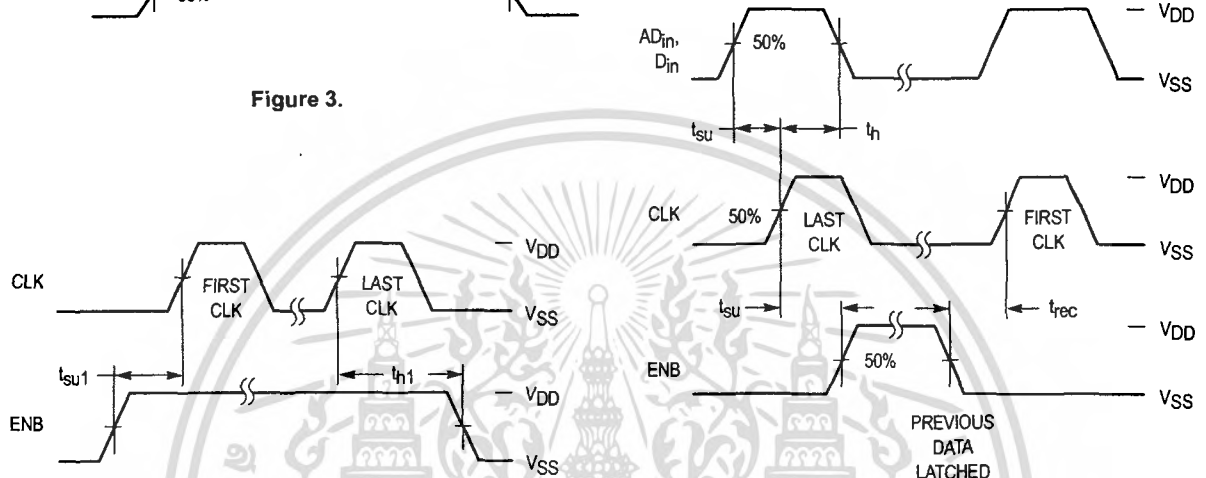 Figure 3.
CLK
FIRST
CLK
LAST
CLK
VDD
VSS
tsu1
th1
ENB
VDD
VSS
ADin,
Din
50%
VDD
VSS
tsu
th
CLK
50%
LAST
CLK
FIRST
CLK
VDD
VSS
tsu
trec
ENB
50%
VDD
VSS
PREVIOUS
DATA
LATCHED